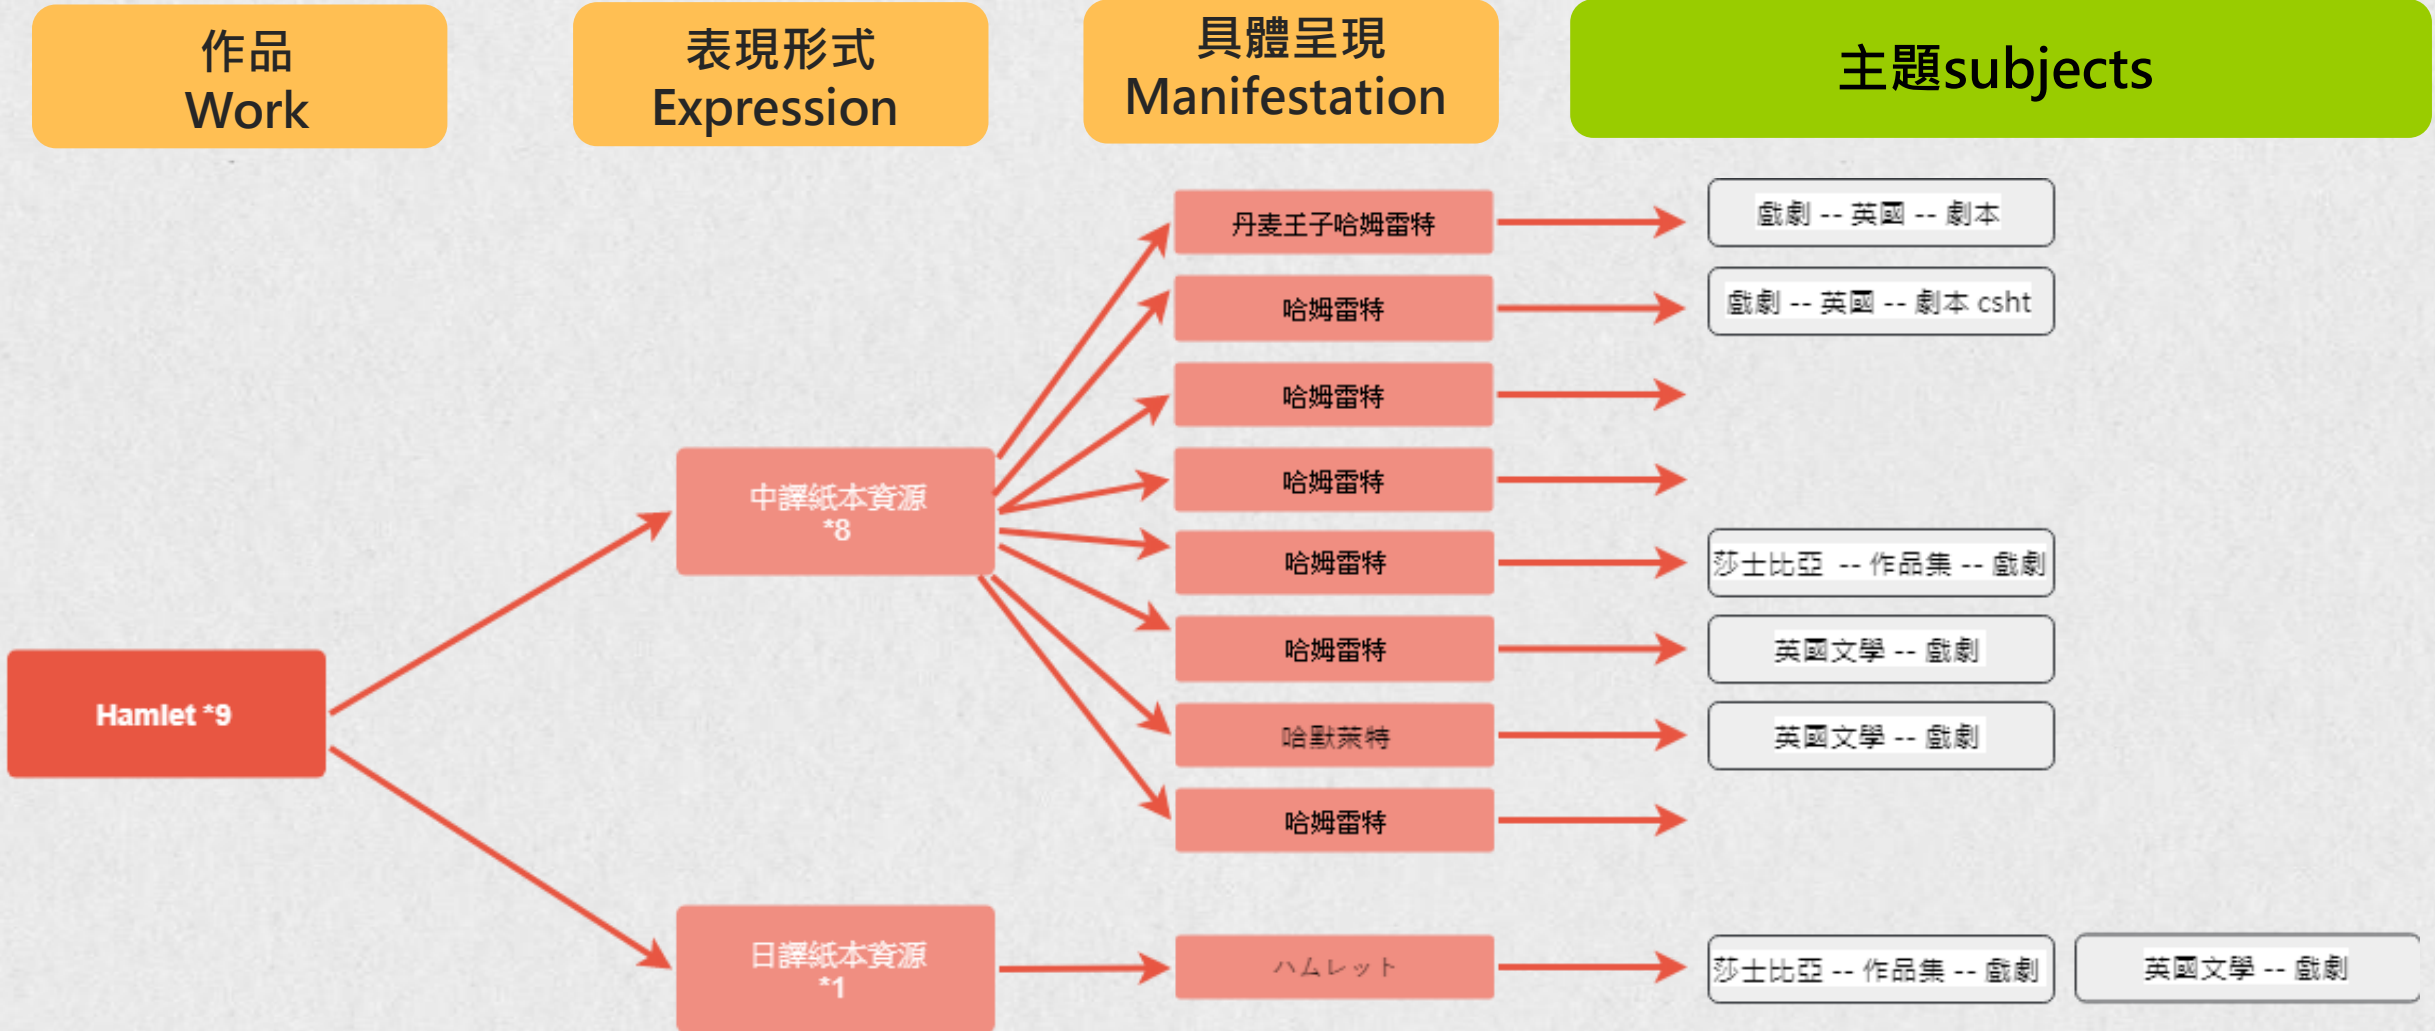 作品
Work
表現形式
Expression
具體呈現
Manifestation
主題subjects
丹麦王子哈姆雷特
戲劇 -- 英國 -- 劇本
哈姆雷特
戲劇 -- 英國 -- 劇本 csht
哈姆雷特
中譯紙本資源
*8
哈姆雷特
哈姆雷特
莎士比亞 -- 作品集 -- 戲劇
哈姆雷特
英國文學 -- 戲劇
Hamlet *9
哈默萊特
英國文學 -- 戲劇
哈姆雷特
日譯紙本資源
*1
ハムレット
莎士比亞 -- 作品集 -- 戲劇
英國文學 -- 戲劇